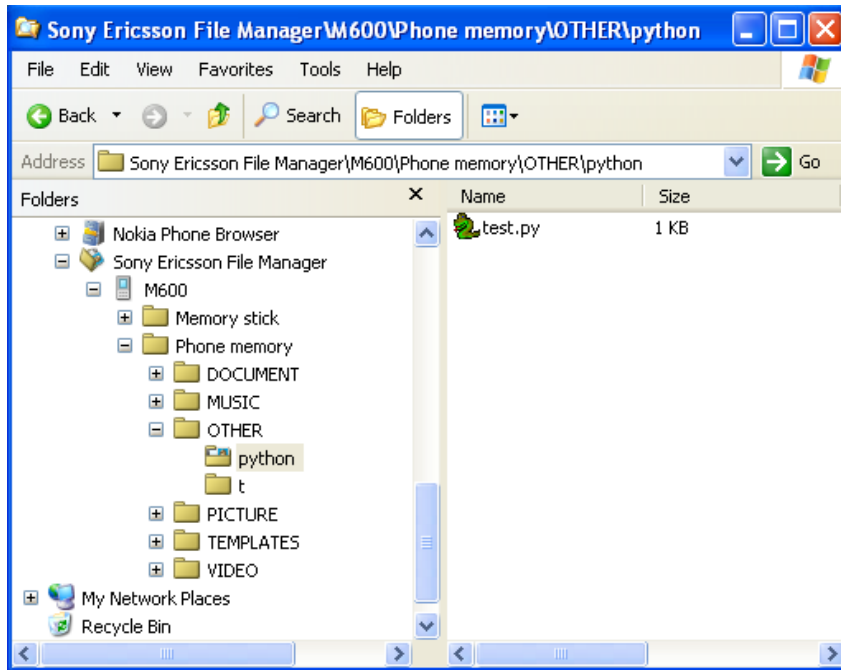 Sony Ericsson File Manager\M600\Phone memory\OTHER\python
File Edit View Favorites Tools Help
Back Search Folders
Address Sony Ericsson File Manager\M600\Phone memory\OTHER\python Go
Folders
Name Size
Nokia Phone Browser
Sony Ericsson File Manager
M600
Memory stick
Phone memory
DOCUMENT
MUSIC
OTHER
python
t
PICTURE
TEMPLATES
VIDEO
My Network Places
Recycle Bin
test.py 1 KB